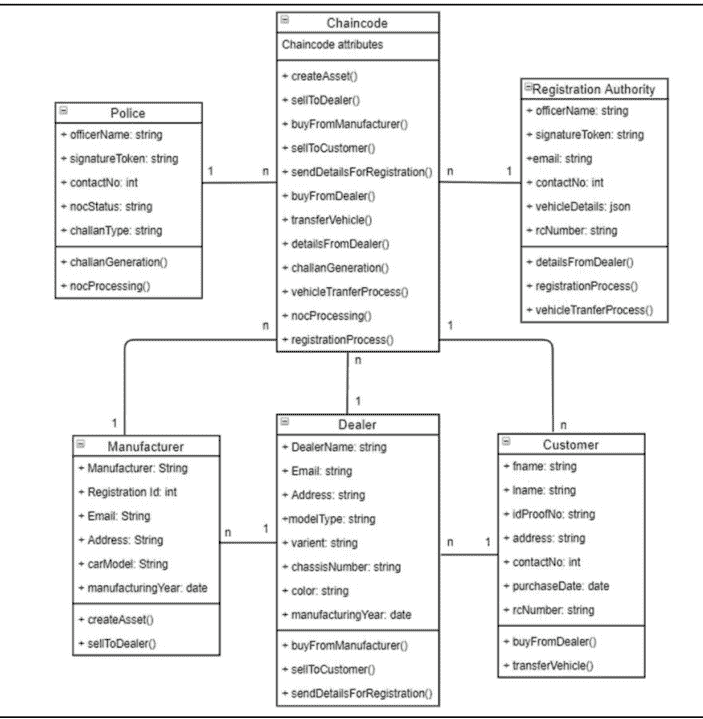 Chaincode
Chaincode attributes
+ createAsset()
+ sellToDealer()
+ buyFromManufacturer()
+ sellToCustomer()
+ sendDetailsForRegistration()
+ buyFromDealer()
+ transferVehicle()
+ detailsFromDealer()
+ challanGeneration()
+ vehicleTranferProcess()
+ nocProcessing()
+ registrationProcess()
Police
+ officerName: string
+ signatureToken: string
+ contactNo: int
+ nocStatus: string
+ challanType: string
+ challanGeneration()
+ nocProcessing()
1
n
n
1
Registration Authority
+ officerName: string
+ signatureToken: string
+email: string
+ contactNo: int
+ vehicleDetails: json
+ rcNumber: string
+ detailsFromDealer()
+ registrationProcess()
+ vehicleTranferProcess()
n
1
n
1
1
n
Manufacturer
+ Manufacturer: String
+ Registration Id: int
+ Email: String
+ Address: String
+ carModel: String
+ manufacturingYear: date
+ createAsset()
+ sellToDealer()
n
1
Dealer
+ DealerName: string
+ Email: string
+ Address: string
+modelType: string
+ varient: string
+ chassisNumber: string
+ color: string
+ manufacturingYear: date
+ buyFromManufacturer()
+ sellToCustomer()
+ sendDetailsForRegistration()
n
1
Customer
+ fname: string
+ lname: string
+ idProofNo: string
+ address: string
+ contactNo: int
+ purchaseDate: date
+ rcNumber: string
+ buyFromDealer()
+ transferVehicle()